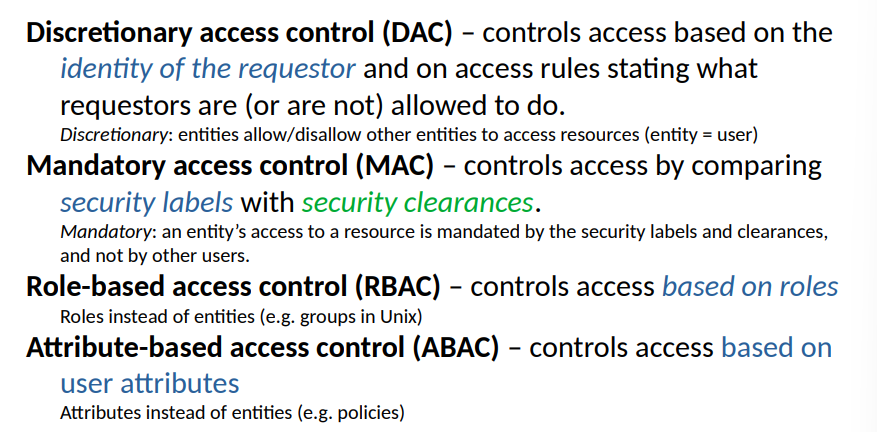 Discretionary access control (DAC) – controls access based on the
identity of the requestor and on access rules stating what
requestors are (or are not) allowed to do.
Discretionary: entities allow/disallow other entities to access resources (entity = user)
Mandatory access control (MAC) – controls access by comparing
security labels with security clearances.
Mandatory: an entity’s access to a resource is mandated by the security labels and clearances,
and not by other users.
Role-based access control (RBAC) – controls access based on roles
Roles instead of entities (e.g. groups in Unix)
Attribute-based access control (ABAC) – controls access based on
user attributes
Attributes instead of entities (e.g. policies)